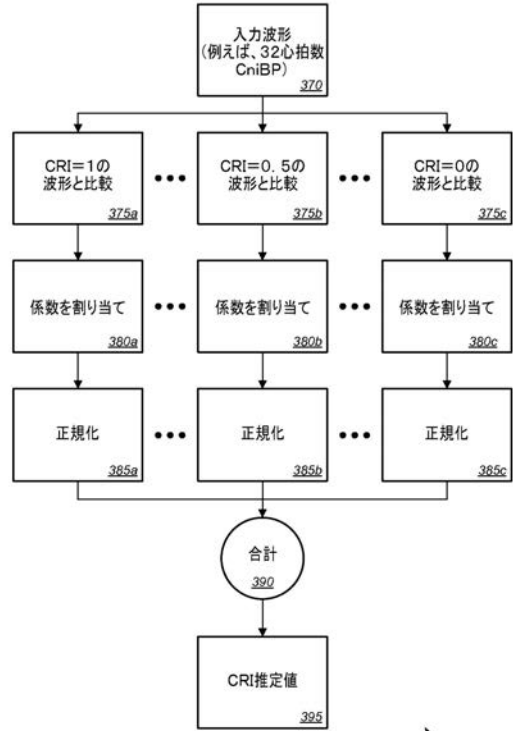 入力波形
(例えば、32心拍数
CniBP)
370
CRI=1の
波形と比較
375a
•••
CRI=0.5の
波形と比較
375b
•••
CRI=0の
波形と比較
375c
係数を割り当て
380a
•••
係数を割り当て
380b
•••
係数を割り当て
380c
正規化
385a
•••
正規化
385b
•••
正規化
385c
合計
390
CRI推定値
395